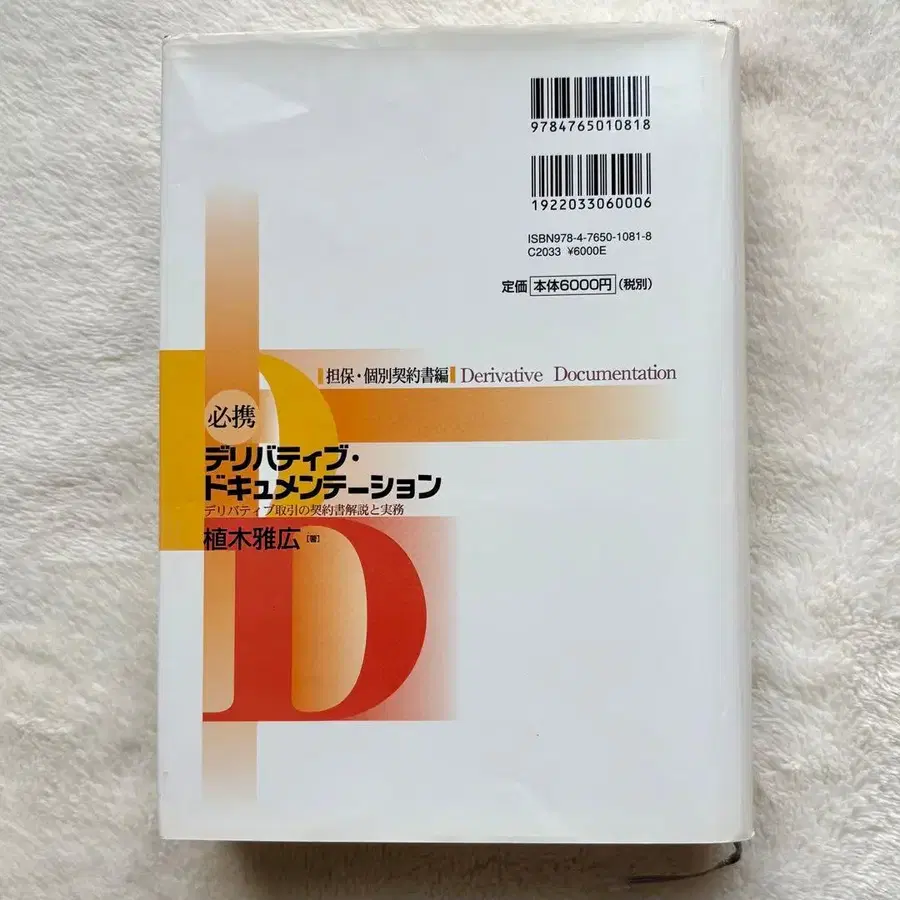 9784765010818
1922033060006
ISBN978-4-7650-1081-8
C2033 ¥6000E
定価 本体6000円 (税別)
担保・個別契約書編 Derivative Documentation
必携
デリバティブ・
ドキュメンテーション
デリバティブ取引の契約書解説と実務
植木雅広 [著]
D
D